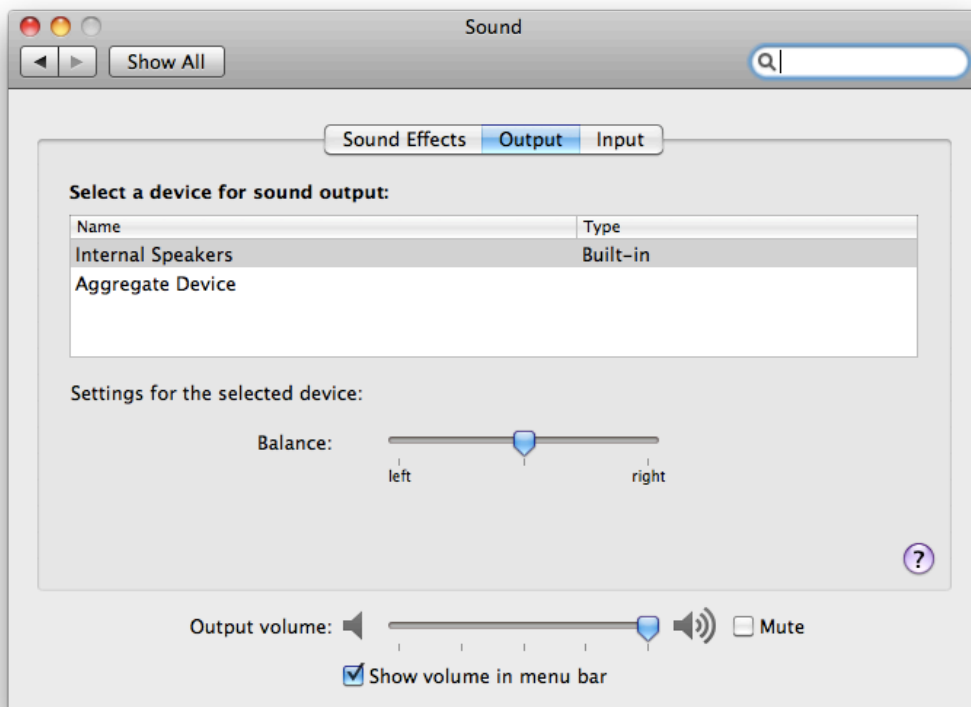 Sound
Show All
Sound Effects Output Input
Select a device for sound output:
Name Type
Internal Speakers Built-in
Aggregate Device
Settings for the selected device:
Balance:
left right
?
Output volume: Mute
Show volume in menu bar